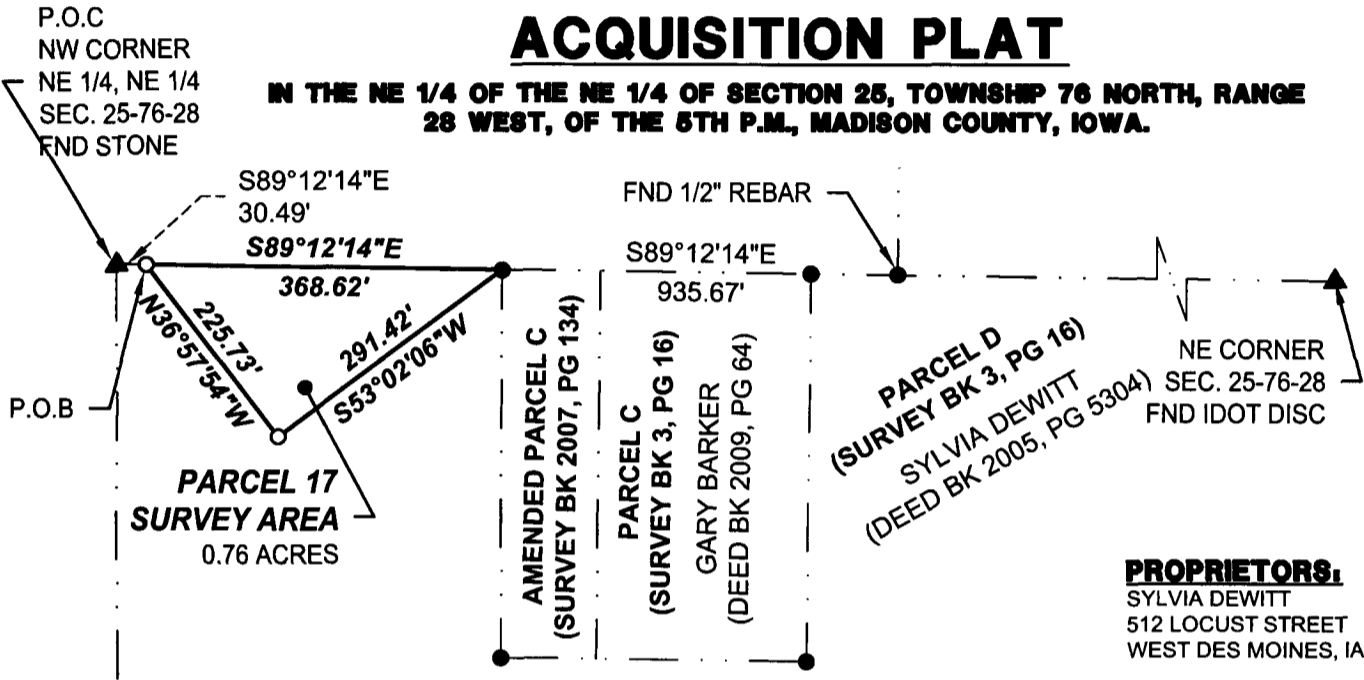 P.O.C
NW CORNER
NE 1/4, NE 1/4
SEC. 25-76-28
FND STONE
ACQUISITION PLAT
IN THE NE 1/4 OF THE NE 1/4 OF SECTION 25, TOWNSHIP 76 NORTH, RANGE
28 WEST, OF THE 5TH P.M., MADISON COUNTY, IOWA.
S89°12'14"E
30.49'
S89°12'14"E
368.62'
FND 1/2" REBAR
S89°12'14"E
935.67'
225.73'
N36°57'54"W
291.42'
S53°02'06"W
P.O.B
PARCEL 17
SURVEY AREA
0.76 ACRES
AMENDED PARCEL C
(SURVEY BK 2007, PG 134)
PARCEL C
(SURVEY BK 3, PG 16)
GARY BARKER
(DEED BK 2009, PG 64)
PARCEL D
(SURVEY BK 3, PG 16)
SYLVIA DEWITT
(DEED BK 2005, PG 5304)
NE CORNER
SEC. 25-76-28
FND IDOT DISC
PROPRIETORS:
SYLVIA DEWITT
512 LOCUST STREET
WEST DES MOINES, IA